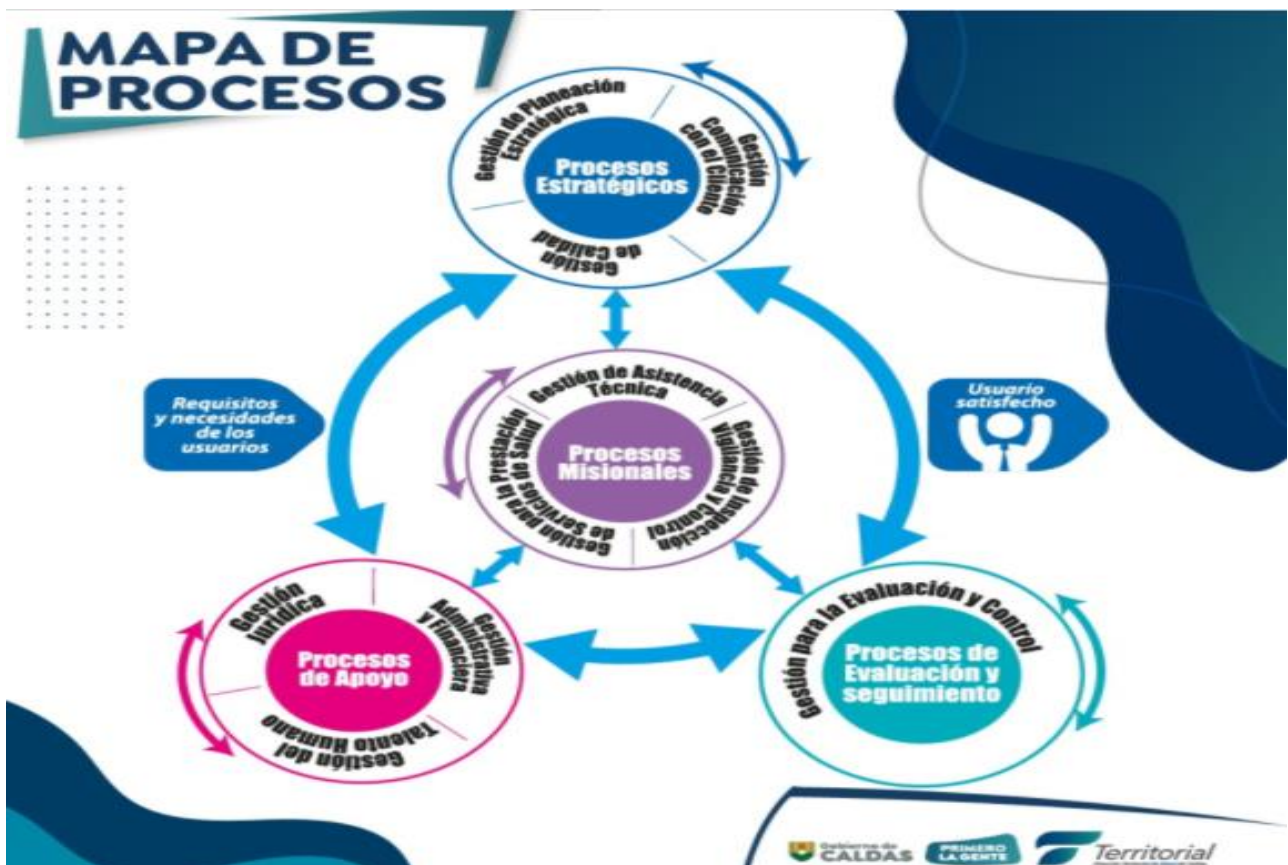 MAPA DE
PROCESOS
Gestión de Planeación
Estratégica
Gestión
Comunicación
con el Cliente
Gestión
de Calidad
Procesos
Estratégicos
Requisitos
y necesidades
de los
usuarios
Usuario
satisfecho
Gestión de Asistencia
Técnica
Gestión de Inspección
Vigilancia y Control
Gestión para la Prestación
de Servicios de Salud
Procesos
Misionales
Gestión
Jurídica
Gestión
Administrativa
y Financiera
Gestión del
Talento Humano
Procesos
de Apoyo
Gestión para la Evaluación y Control
Procesos de
Evaluación y
seguimiento
Gobierno de
CALDAS
PRIMERO
LA GENTE
Territorial